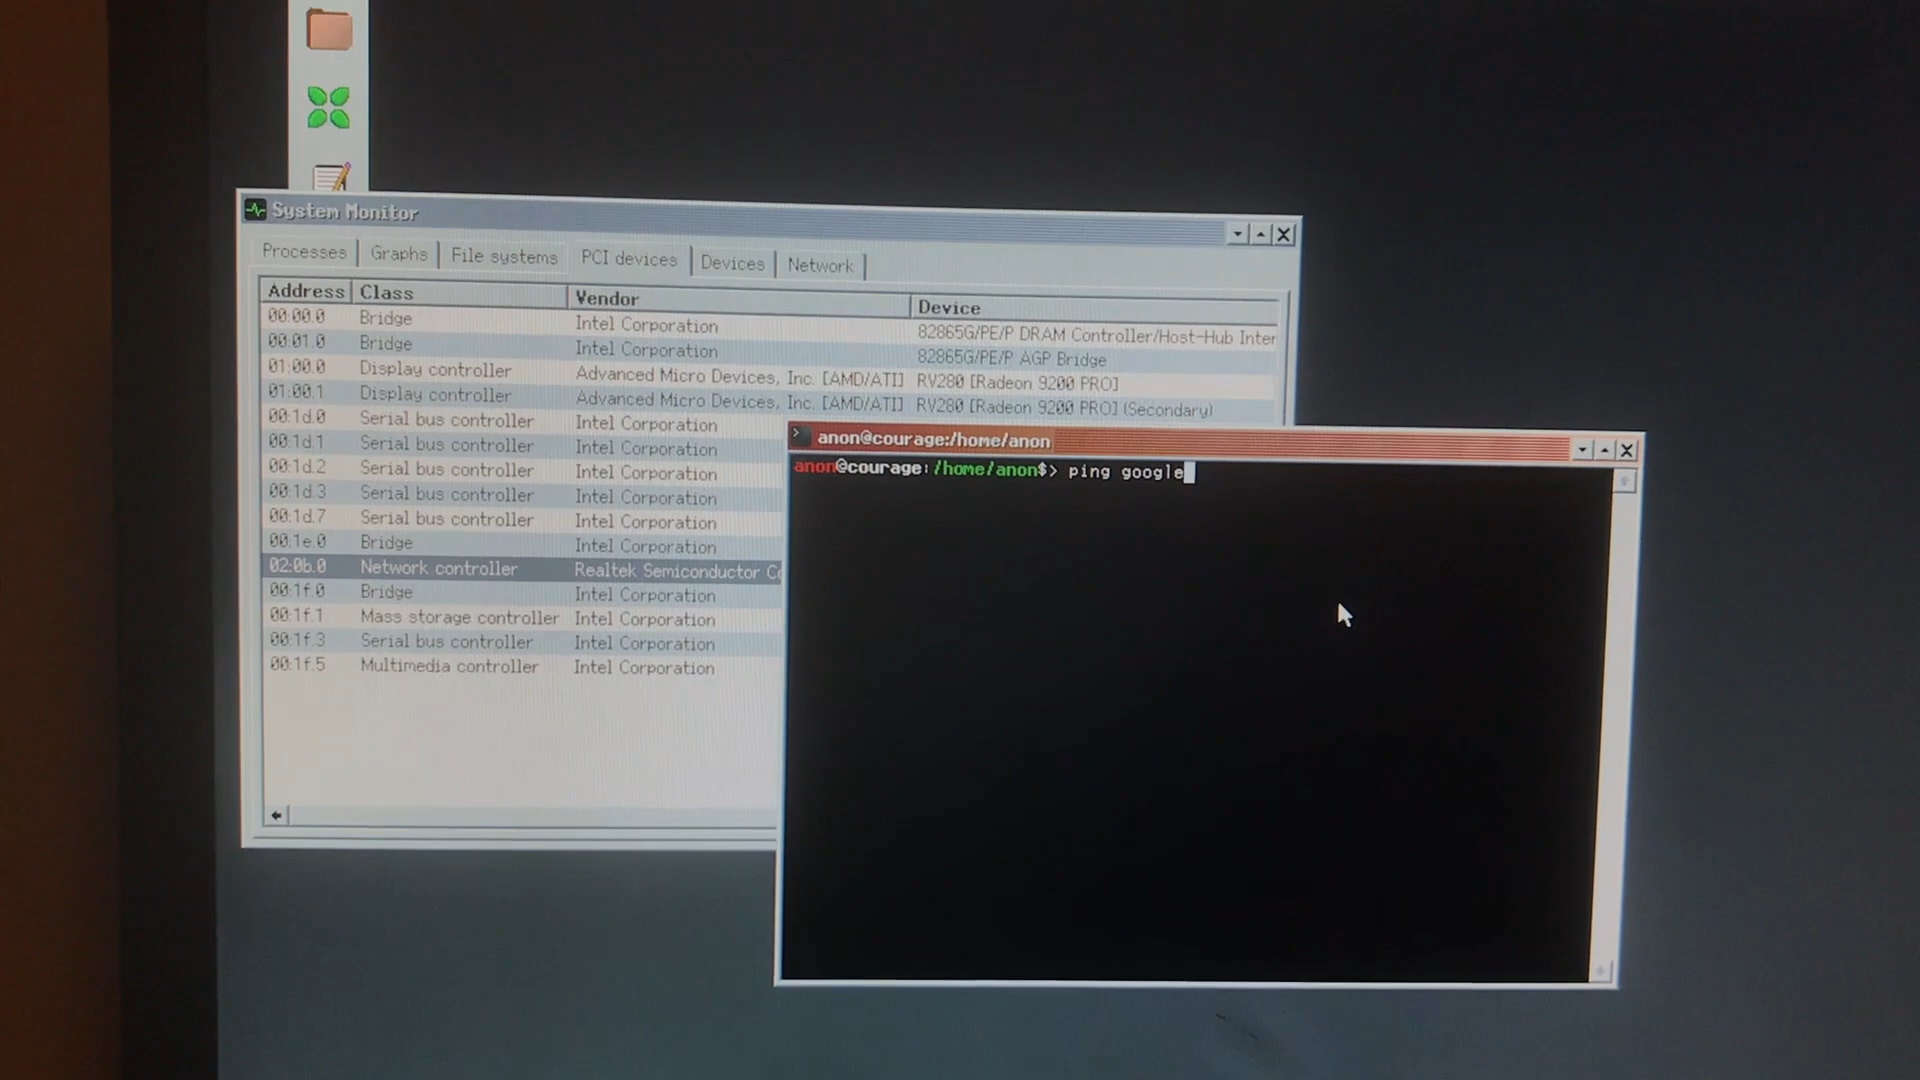 System Monitor
Processes Graphs File systems PCI devices Devices Network
Address Class Vendor Device
00:00.0 Bridge Intel Corporation 82865G/PE/P DRAM Controller/Host-Hub Inter
00:01.0 Bridge Intel Corporation 82865G/PE/P AGP Bridge
01:00.0 Display controller Advanced Micro Devices, Inc. [AMD/ATI] RV280 [Radeon 9200 PRO]
01:00.1 Display controller Advanced Micro Devices, Inc. [AMD/ATI] RV280 [Radeon 9200 PRO] (Secondary)
00:1d.0 Serial bus controller Intel Corporation
00:1d.1 Serial bus controller Intel Corporation
00:1d.2 Serial bus controller Intel Corporation
00:1d.3 Serial bus controller Intel Corporation
00:1d.7 Serial bus controller Intel Corporation
00:1e.0 Bridge Intel Corporation
02:0b.0 Network controller Realtek Semiconductor Co
00:1f.0 Bridge Intel Corporation
00:1f.1 Mass storage controller Intel Corporation
00:1f.3 Serial bus controller Intel Corporation
00:1f.5 Multimedia controller Intel Corporation
anon@courage:/home/anon
anon@courage:/home/anon$> ping google